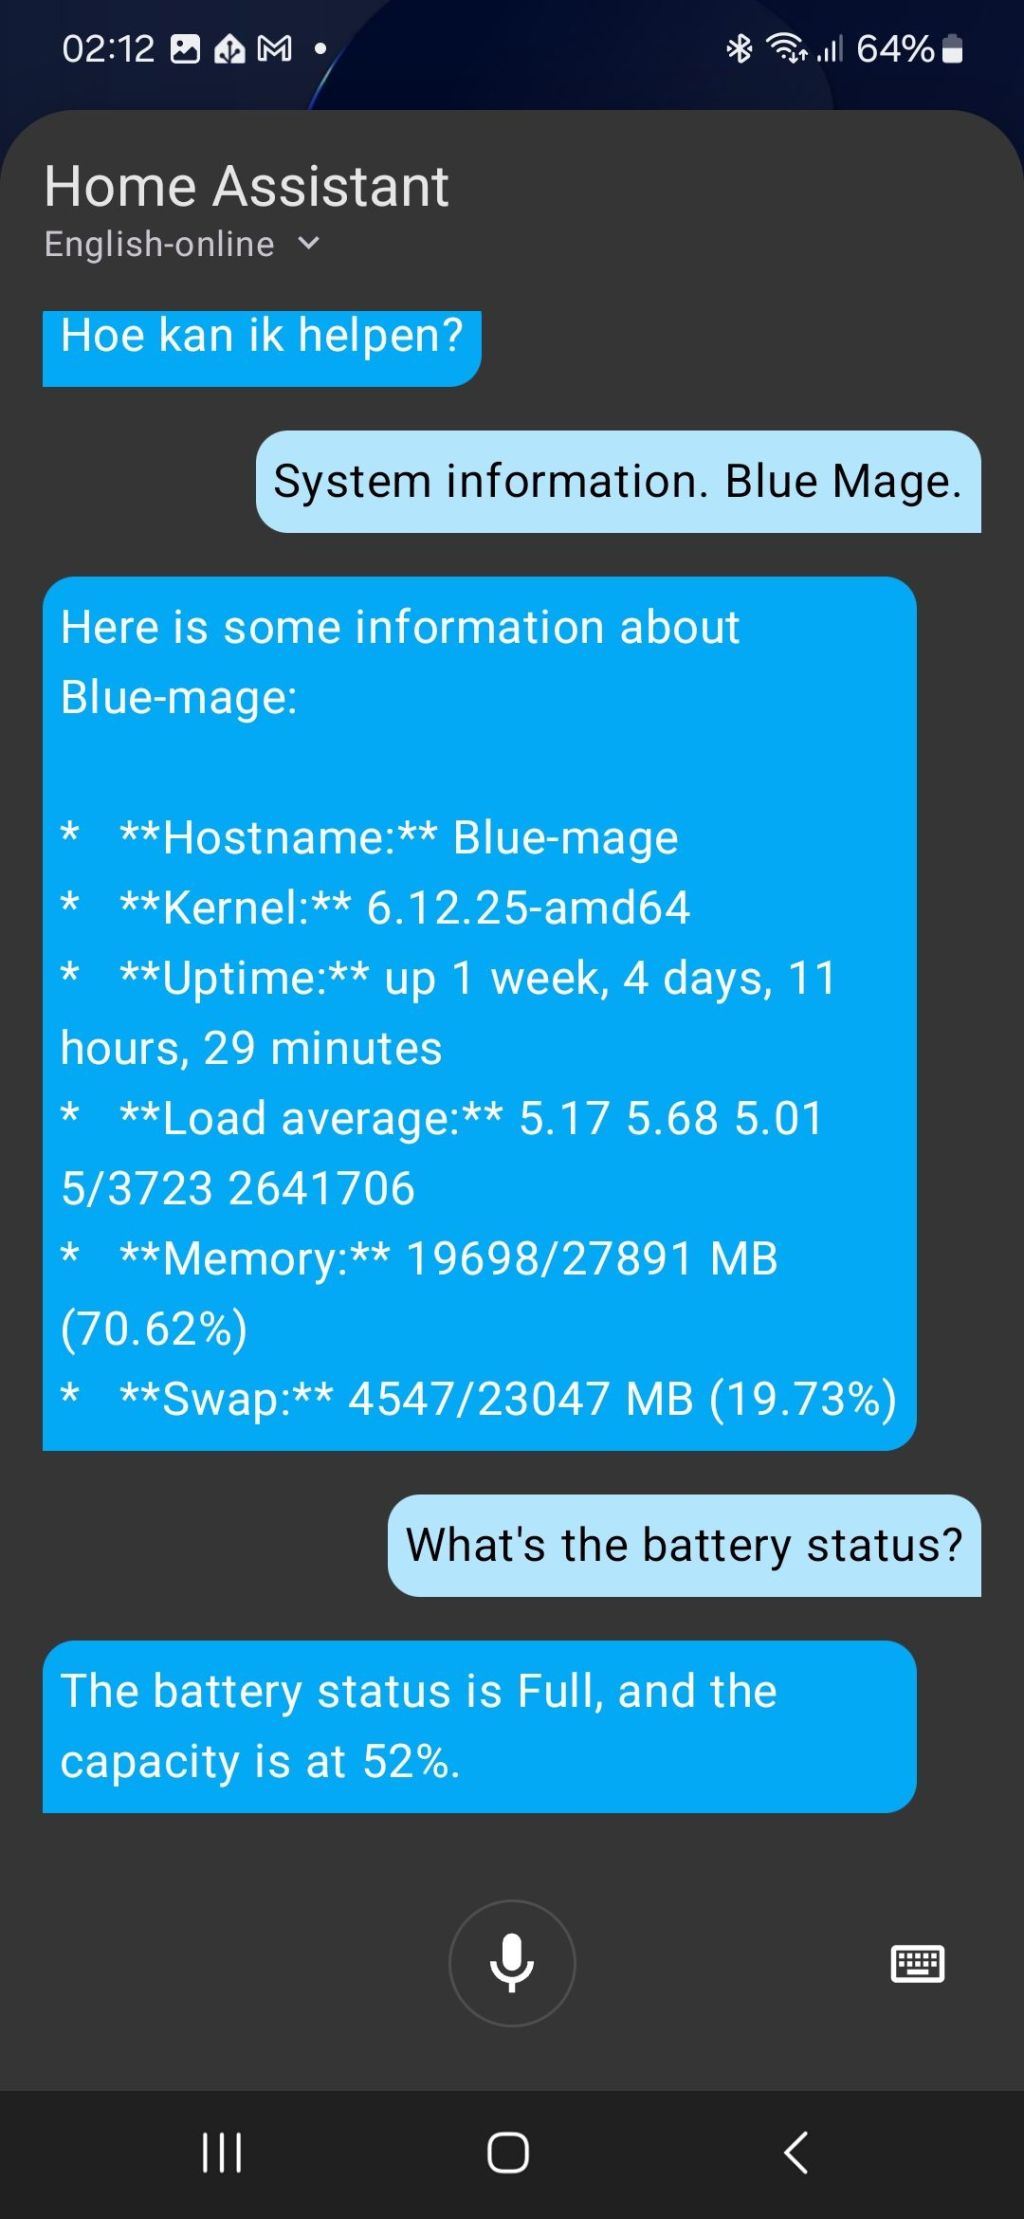 02:12
64%
Home Assistant
English-online
Hoe kan ik helpen?
System information. Blue Mage.
Here is some information about
Blue-mage:
*   **Hostname:** Blue-mage
*   **Kernel:** 6.12.25-amd64
*   **Uptime:** up 1 week, 4 days, 11
hours, 29 minutes
*   **Load average:** 5.17 5.68 5.01
5/3723 2641706
*   **Memory:** 19698/27891 MB
(70.62%)
*   **Swap:** 4547/23047 MB (19.73%)
What's the battery status?
The battery status is Full, and the
capacity is at 52%.